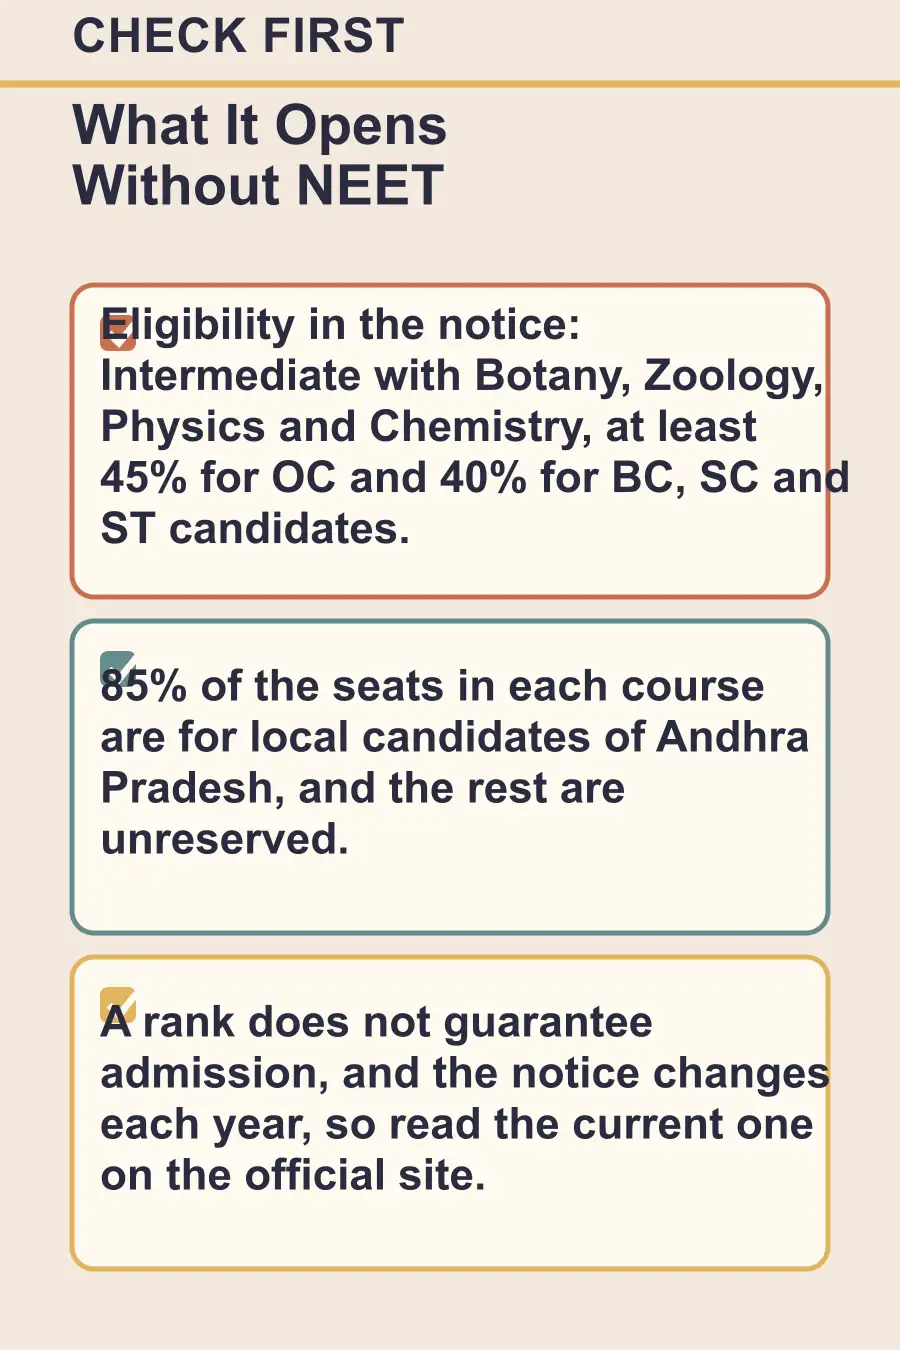 CHECK FIRST
What It Opens
Without NEET
Eligibility in the notice:
Intermediate with Botany, Zoology,
Physics and Chemistry, at least
45% for OC and 40% for BC, SC and
ST candidates.
85% of the seats in each course
are for local candidates of Andhra
Pradesh, and the rest are
unreserved.
A rank does not guarantee
admission, and the notice changes
each year, so read the current one
on the official site.